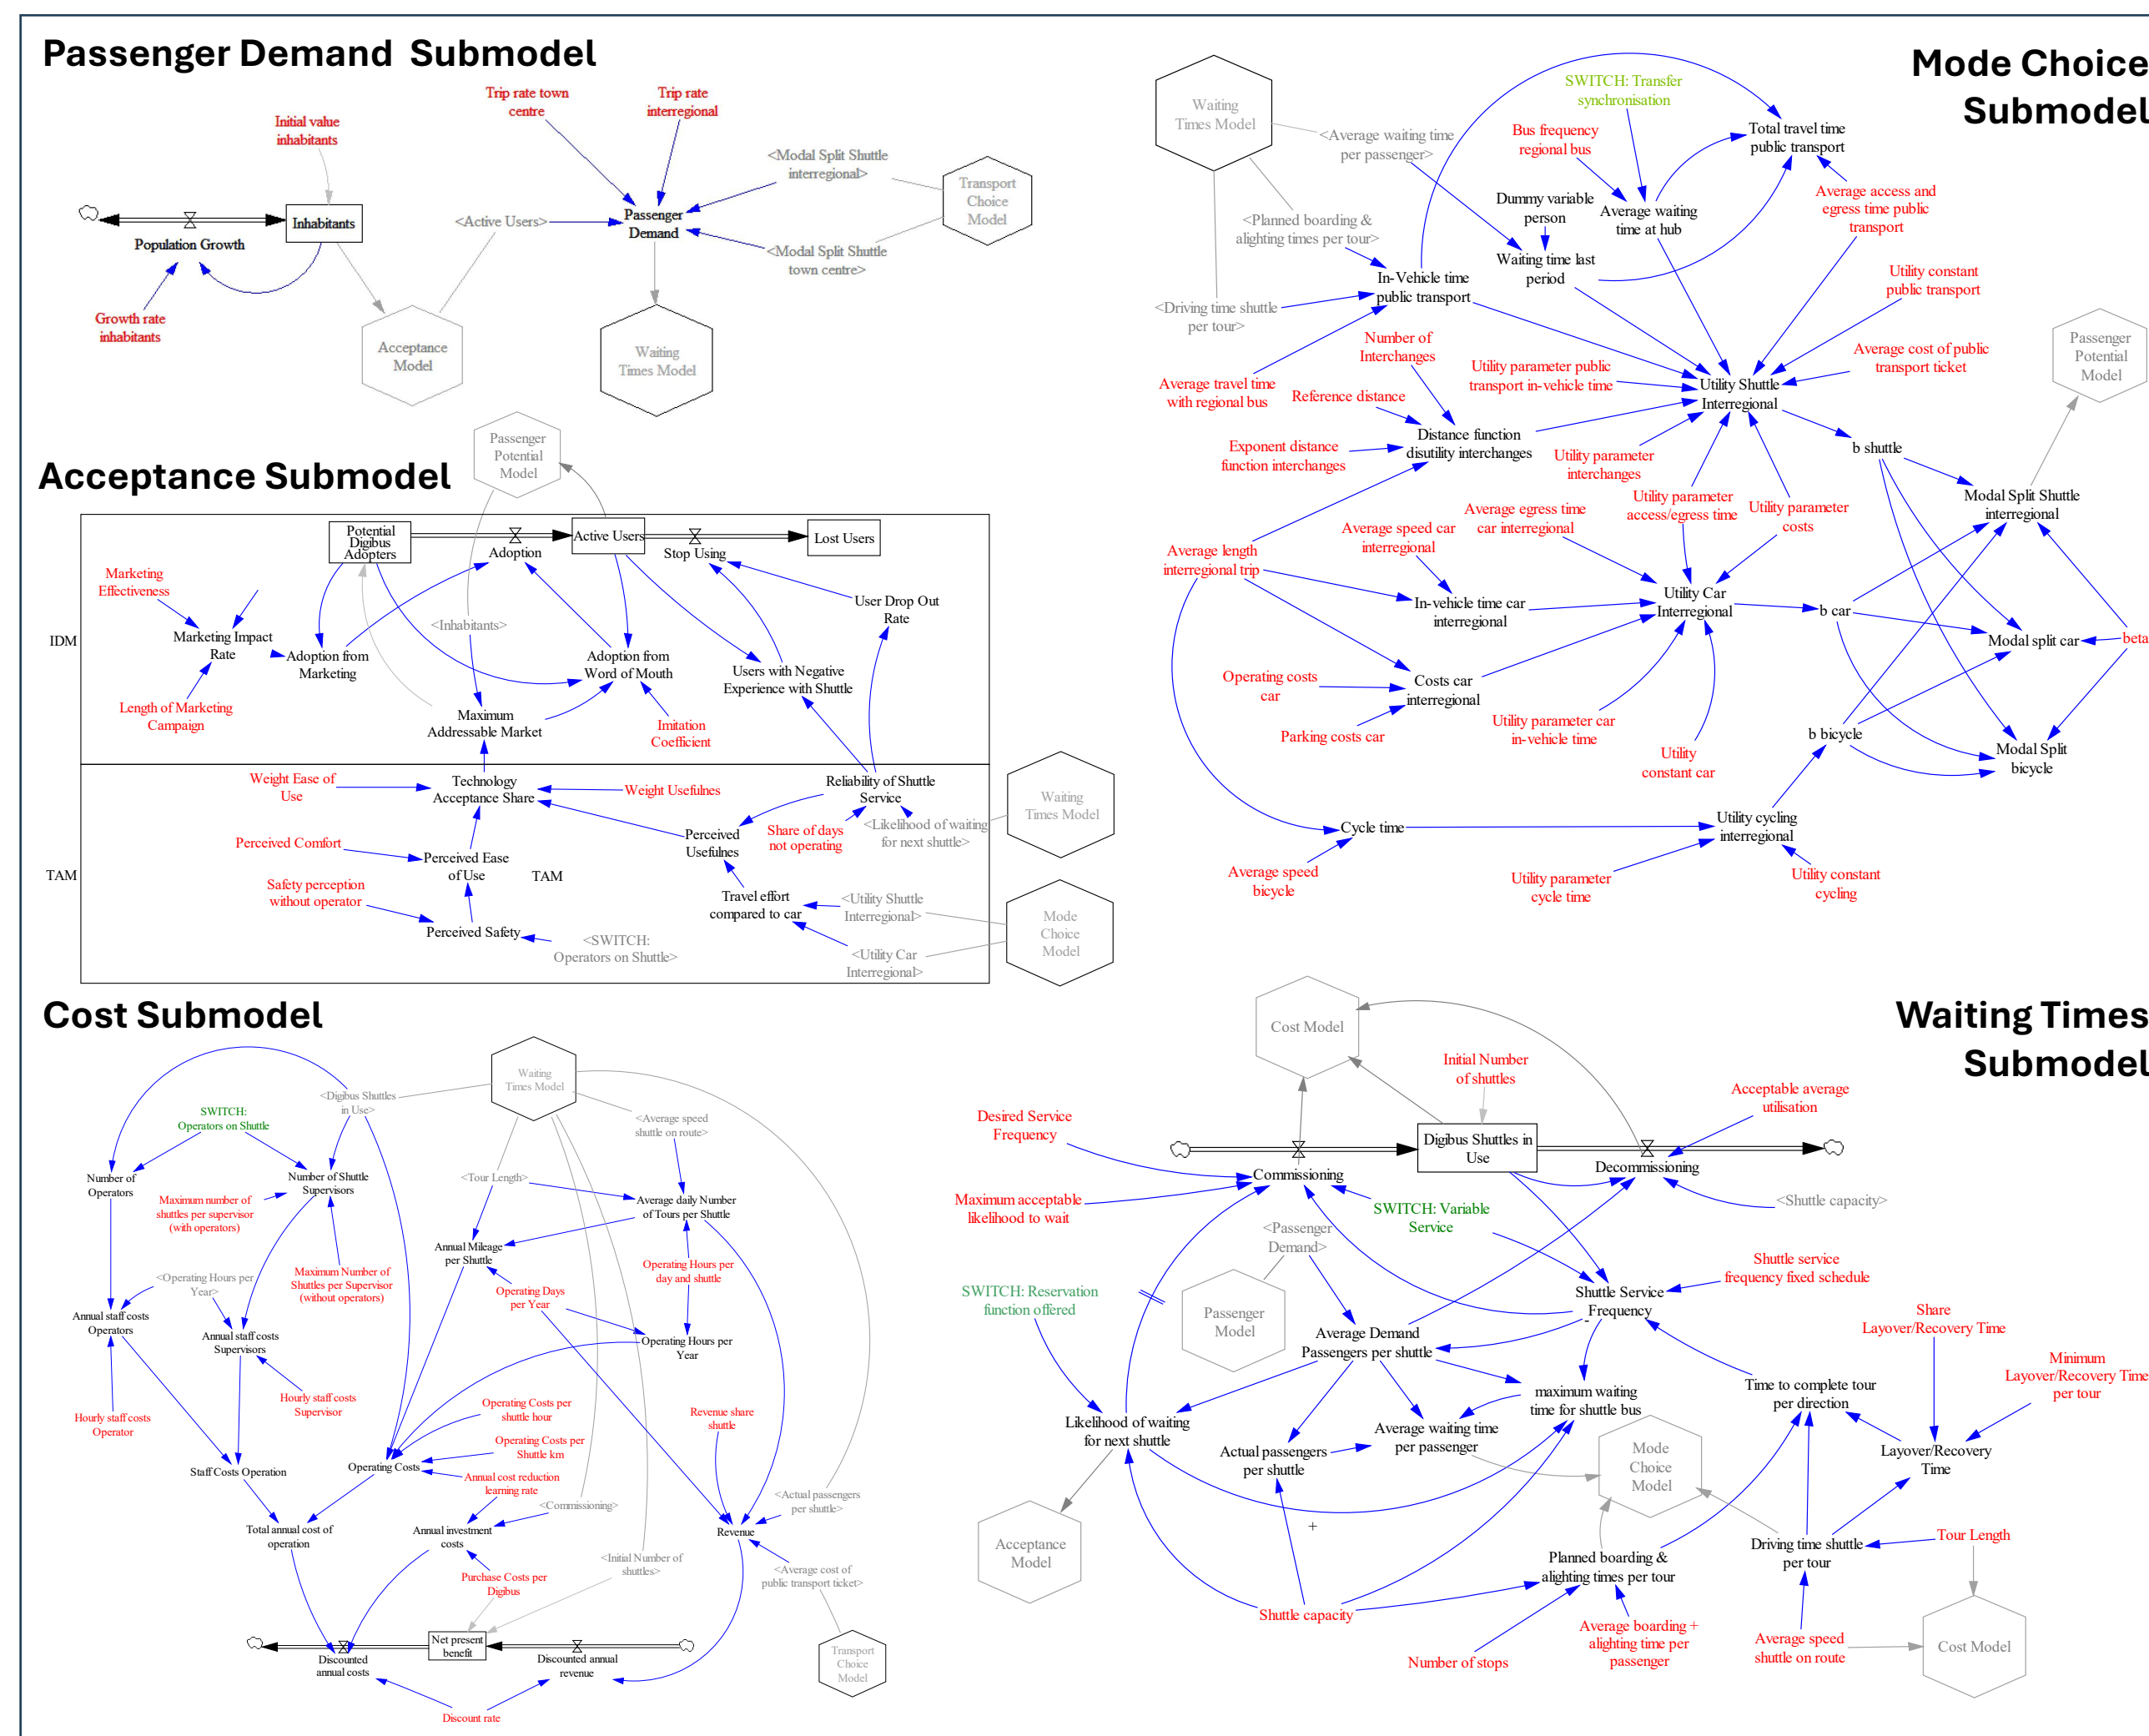 Passenger Demand  Submodel
Trip rate town
centre
Trip rate
interregional
Initial value
inhabitants
<Modal Split Shuttle
interregional>
Transport
Choice
Model
Inhabitants
<Active Users>
Passenger
Demand
Population Growth
<Modal Split Shuttle
town centre>
Growth rate
inhabitants
Acceptance
Model
Waiting
Times Model
Mode Choice
Submodel
Waiting
Times Model
SWITCH: Transfer
synchronisation
<Average waiting time
per passenger>
Bus frequency
regional bus
Total travel time
public transport
Dummy variable
person
Average waiting
time at hub
Average access and
egress time public
transport
<Planned boarding &
alighting times per tour>
Waiting time last
period
In-Vehicle time
public transport
Utility constant
public transport
<Driving time shuttle
per tour>
Number of
Interchanges
Average cost of public
transport ticket
Passenger
Potential
Model
Average travel time
with regional bus
Reference distance
Utility parameter public
transport in-vehicle time
Utility Shuttle
Interregional
Exponent distance
function interchanges
Distance function
disutility interchanges
Utility parameter
interchanges
b shuttle
Utility parameter
access/egress time
Utility parameter
costs
Modal Split Shuttle
interregional
Average egress time
car interregional
Average speed car
interregional
Average length
interregional trip
In-vehicle time car
interregional
Utility Car
Interregional
b car
Modal split car
beta
Operating costs
car
Costs car
interregional
Parking costs car
Utility parameter car
in-vehicle time
Utility
constant car
b bicycle
Modal Split
bicycle
Cycle time
Utility cycling
interregional
Average speed
bicycle
Utility parameter
cycle time
Utility constant
cycling
Acceptance Submodel
Passenger
Potential
Model
Potential
Digibus
Adopters
Adoption
Active Users
Stop Using
Lost Users
Marketing
Effectiveness
<Inhabitants>
User Drop Out
Rate
IDM
Marketing Impact
Rate
Adoption from
Marketing
Adoption from
Word of Mouth
Users with Negative
Experience with Shuttle
Length of Marketing
Campaign
Maximum
Addressable Market
Imitation
Coefficient
Weight Ease of
Use
Technology
Acceptance Share
Weight Usefulnes
Reliability of Shuttle
Service
Waiting
Times Model
Perceived Comfort
Perceived
Usefulnes
Share of days
not operating
<Likelihood of waiting
for next shuttle>
TAM
Perceived Ease
of Use
TAM
Safety perception
without operator
Travel effort
compared to car
<Utility Shuttle
Interregional>
Mode
Choice
Model
Perceived Safety
<SWITCH:
Operators on Shuttle>
<Utility Car
Interregional>
Cost Submodel
Waiting
Times Model
<Digibus Shuttles
in Use>
SWITCH:
Operators on Shuttle
<Average speed
shuttle on route>
Number of
Operators
Number of Shuttle
Supervisors
<Tour Length>
Maximum number of
shuttles per supervisor
(with operators)
Average daily Number
of Tours per Shuttle
Annual Mileage
per Shuttle
<Operating Hours per
Year>
Maximum Number of
Shuttles per Supervisor
(without operators)
Operating Hours per
day and shuttle
Operating Days
per Year
Annual staff costs
Operators
Annual staff costs
Supervisors
Operating Hours per
Year
Hourly staff costs
Operator
Hourly staff costs
Supervisor
Operating Costs per
shuttle hour
Revenue share
shuttle
Operating Costs per
Shuttle km
Staff Costs Operation
Operating Costs
Annual cost reduction
learning rate
<Commissioning>
<Actual passengers
per shuttle>
Total annual cost of
operation
Annual investment
costs
Revenue
<Initial Number of
shuttles>
<Average cost of
public transport ticket>
Purchase Costs per
Digibus
Net present
benefit
Discounted
annual costs
Discounted annual
revenue
Transport
Choice
Model
Discount rate
Waiting Times
Submodel
Cost Model
Initial Number
of shuttles
Acceptable average
utilisation
Desired Service
Frequency
Digibus Shuttles in
Use
Commissioning
Decommissioning
Maximum acceptable
likelihood to wait
SWITCH: Variable
Service
<Shuttle capacity>
<Passenger
Demand>
SWITCH: Reservation
function offered
Shuttle service
frequency fixed schedule
Shuttle Service
Frequency
-
Passenger
Model
Average Demand
Passengers per shuttle
Share
Layover/Recovery Time
Minimum
Layover/Recovery Time
per tour
Time to complete tour
per direction
maximum waiting
time for shuttle bus
Likelihood of waiting
for next shuttle
Average waiting time
per passenger
Actual passengers
per shuttle
Mode
Choice
Model
Layover/Recovery
Time
+
Acceptance
Model
Planned boarding &
alighting times per tour
Driving time shuttle
per tour
Tour Length
Shuttle capacity
Number of stops
Average boarding +
alighting time per
passenger
Average speed
shuttle on route
Cost Model